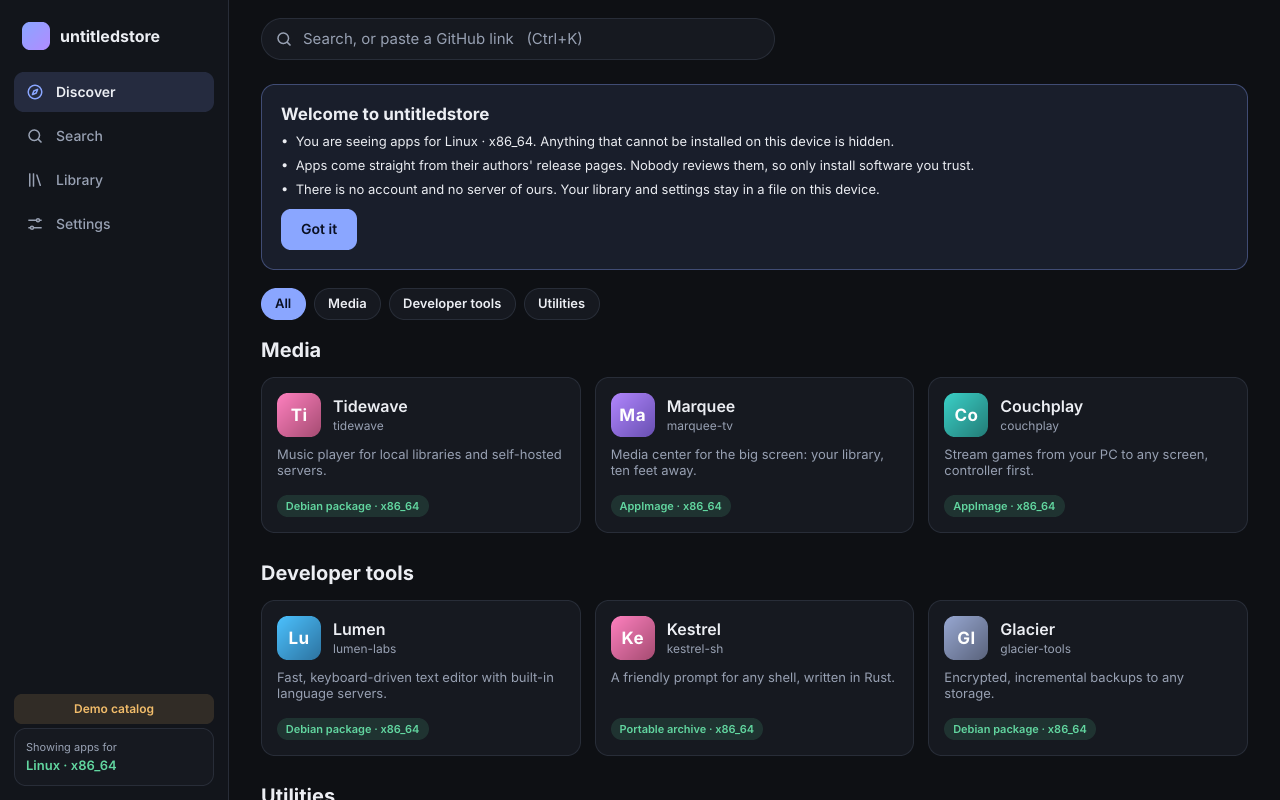 untitledstore
Discover
Search
Library
Settings
Demo catalog
Showing apps for
Linux · x86_64
Search, or paste a GitHub link (Ctrl+K)
Welcome to untitledstore
• You are seeing apps for Linux · x86_64. Anything that cannot be installed on this device is hidden.
• Apps come straight from their authors' release pages. Nobody reviews them, so only install software you trust.
• There is no account and no server of ours. Your library and settings stay in a file on this device.
Got it
All
Media
Developer tools
Utilities
Media
Ti
Tidewave
tidewave
Music player for local libraries and self-hosted
servers.
Debian package · x86_64
Ma
Marquee
marquee-tv
Media center for the big screen: your library,
ten feet away.
AppImage · x86_64
Co
Couchplay
couchplay
Stream games from your PC to any screen,
controller first.
AppImage · x86_64
Developer tools
Lu
Lumen
lumen-labs
Fast, keyboard-driven text editor with built-in
language servers.
Debian package · x86_64
Ke
Kestrel
kestrel-sh
A friendly prompt for any shell, written in Rust.
Portable archive · x86_64
Gl
Glacier
glacier-tools
Encrypted, incremental backups to any
storage.
Debian package · x86_64
Utilities